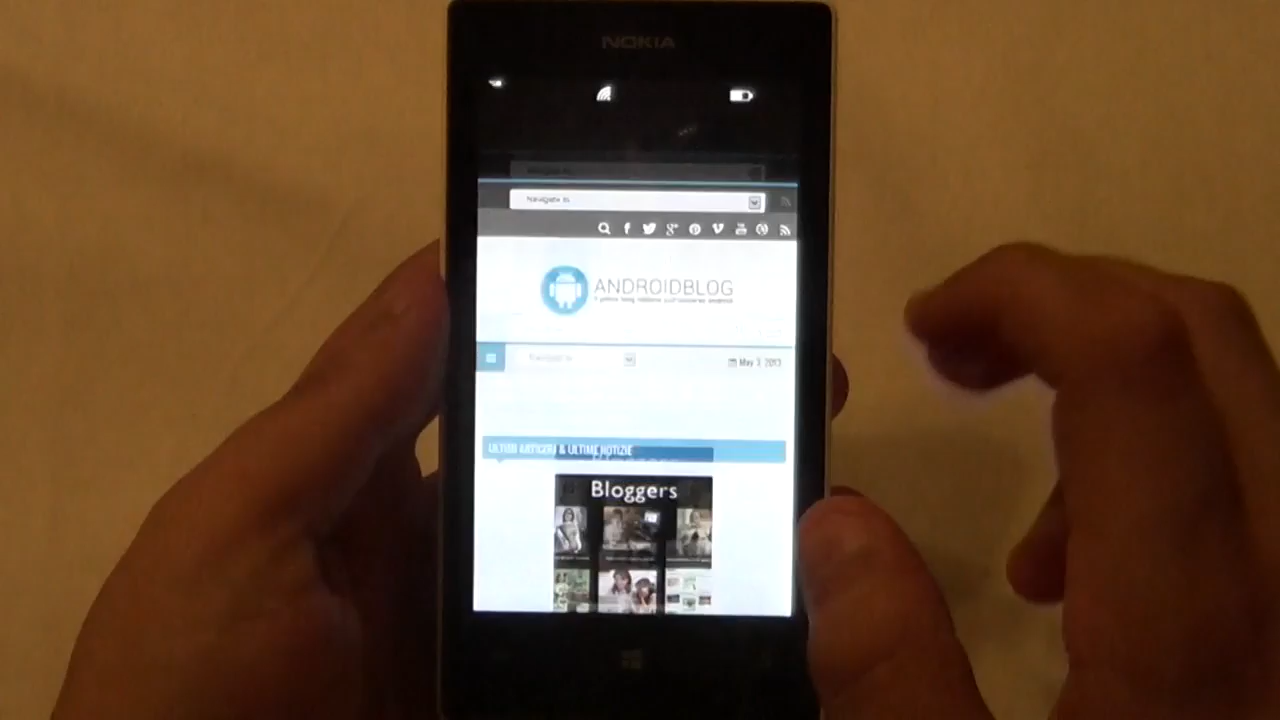 NOKIA
Navigate to
ANDROIDBLOG
May 3, 2013
ULTIMI ARTICOLI & ULTIME NOTIZIE
Bloggers